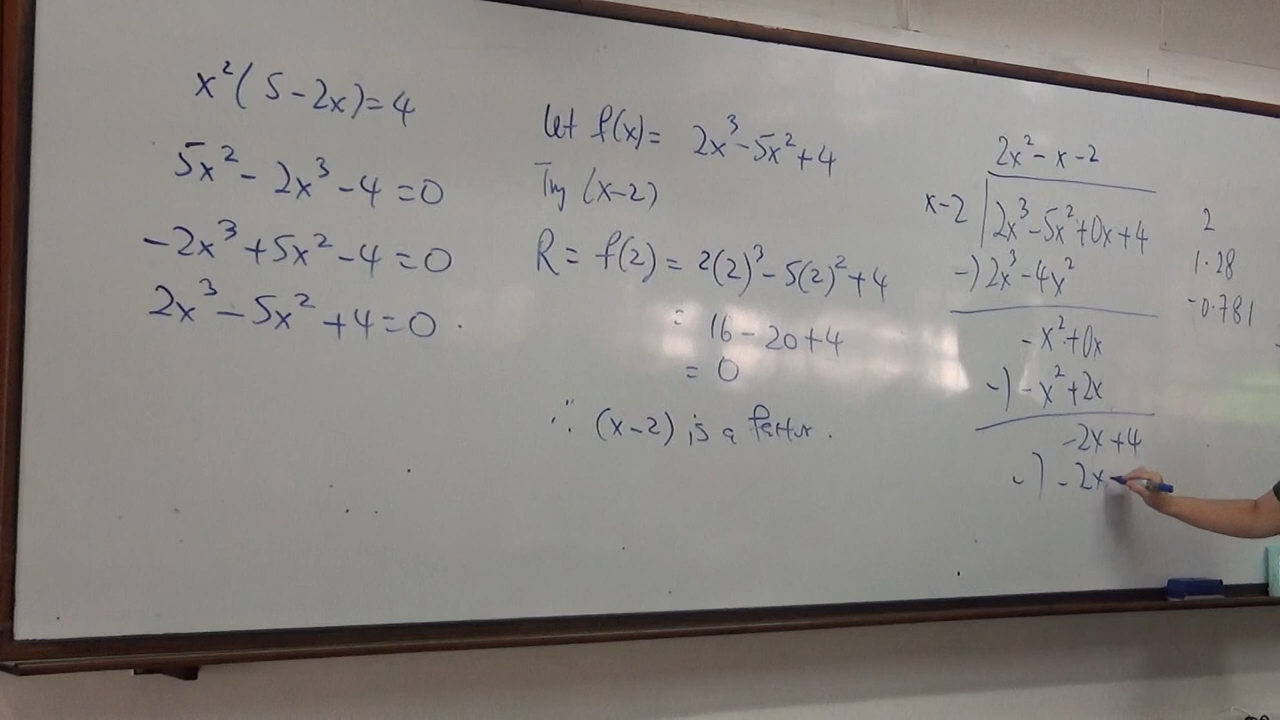 x²(5-2x)=4
5x²-2x³-4=0
-2x³+5x²-4=0
2x³-5x²+4=0.
let f(x)= 2x³-5x²+4
Try (x-2)
R = f(2) = 2(2)³-5(2)²+4
= 16-20+4
= 0
∴ (x-2) is a factor.
2x²-x-2
x-2 2x³-5x²+0x+4
-) 2x³-4x²
-x²+0x
-) -x²+2x
-2x+4
-) -2x
2
1.28
-0.781